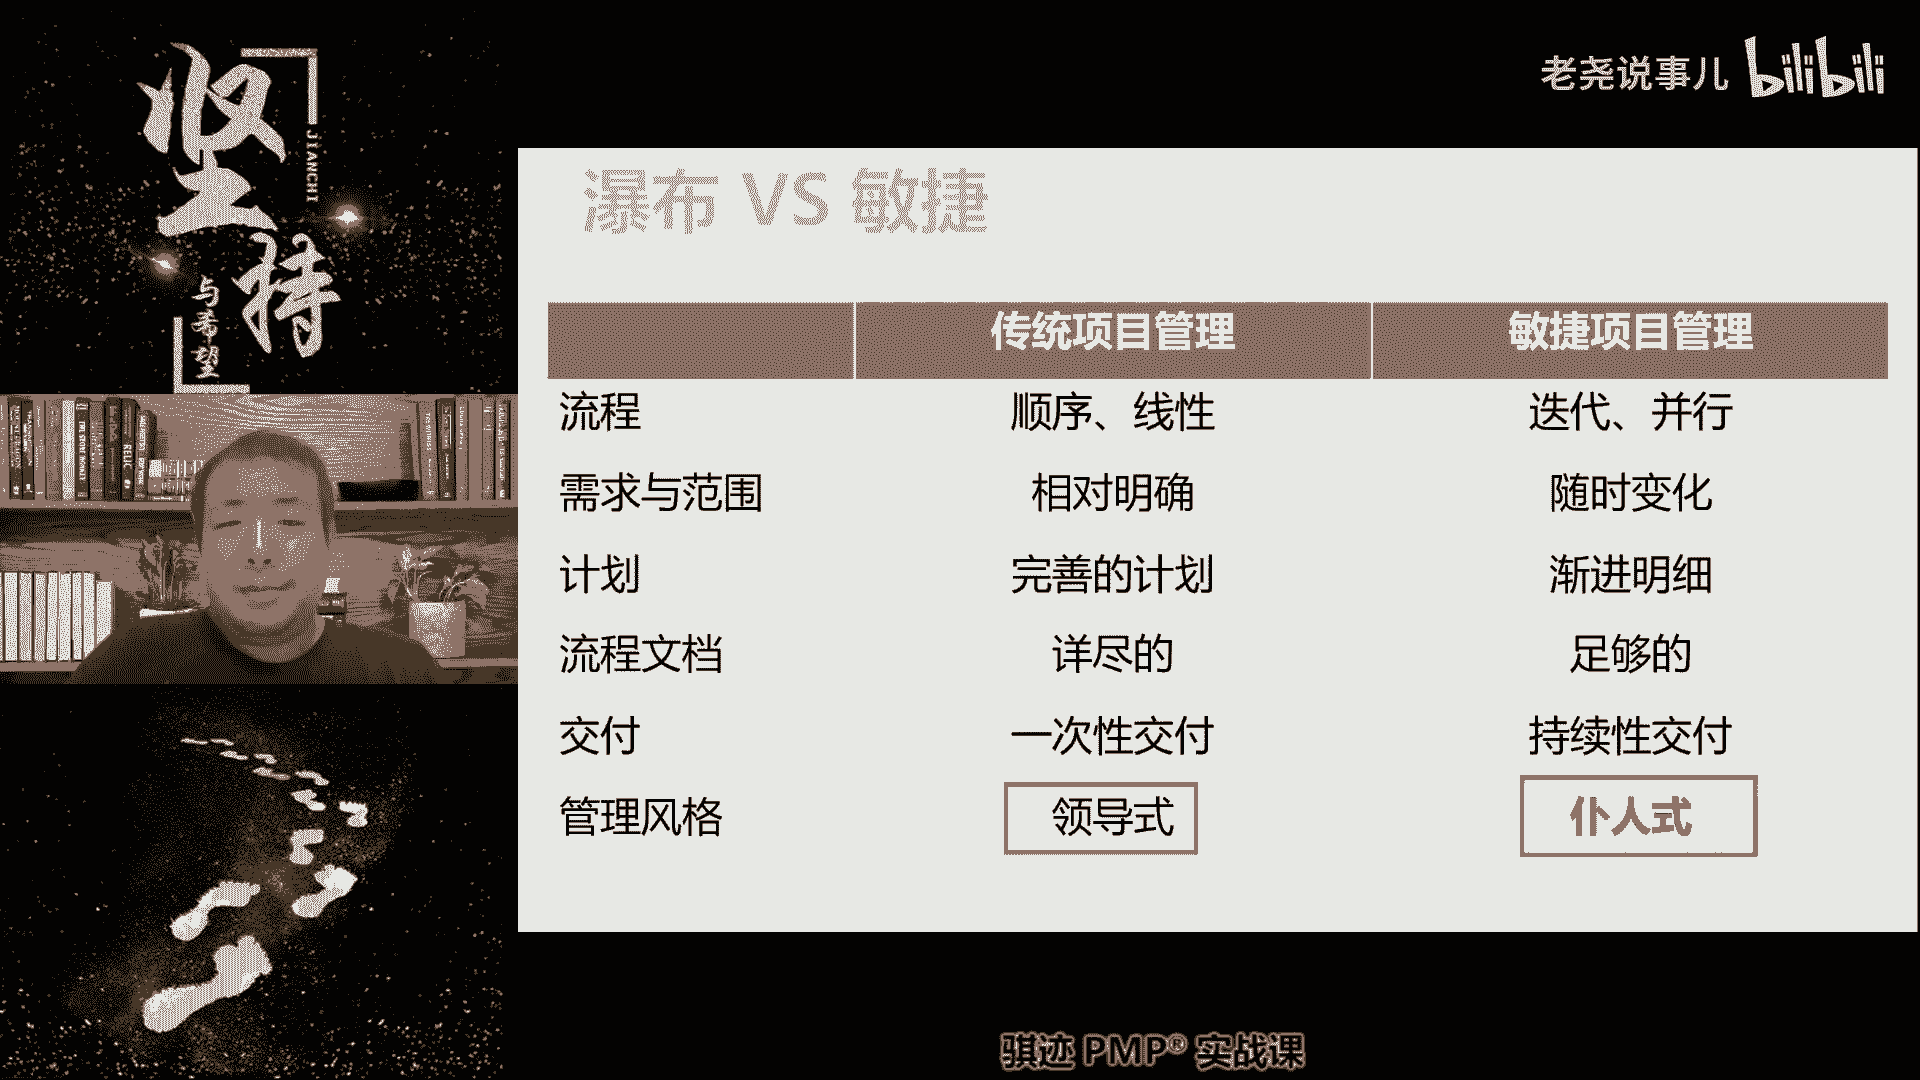 坚持
JIANCHI
与希望
老尧说事儿 bilibili
瀑布 VS 敏捷
传统项目管理 敏捷项目管理
流程 顺序、线性 迭代、并行
需求与范围 相对明确 随时变化
计划 完善的计划 渐进明细
流程文档 详尽的 足够的
交付 一次性交付 持续性交付
管理风格 领导式 仆人式
骐迹 PMP® 实战课